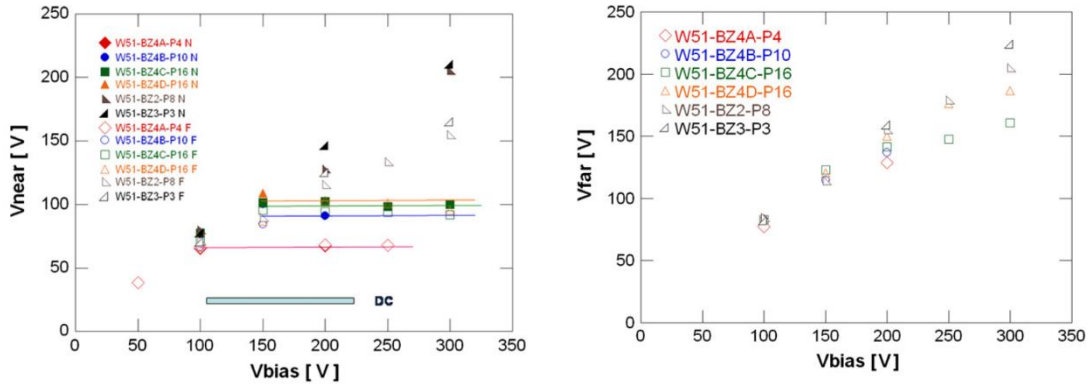 250
200
150
100
50
0
Vnear [ V ]
W51-BZ4A-P4 N
W51-BZ4B-P10 N
W51-BZ4C-P16 N
W51-BZ4D-P16 N
W51-BZ2-P8 N
W51-BZ3-P3 N
W51-BZ4A-P4 F
W51-BZ4B-P10 F
W51-BZ4C-P16 F
W51-BZ4D-P16 F
W51-BZ2-P8 F
W51-BZ3-P3 F
DC
0 50 100 150 200 250 300 350
Vbias [ V ]
250
200
150
100
50
0
Vfar [ V ]
W51-BZ4A-P4
W51-BZ4B-P10
W51-BZ4C-P16
W51-BZ4D-P16
W51-BZ2-P8
W51-BZ3-P3
0 50 100 150 200 250 300 350
Vbias [ V ]